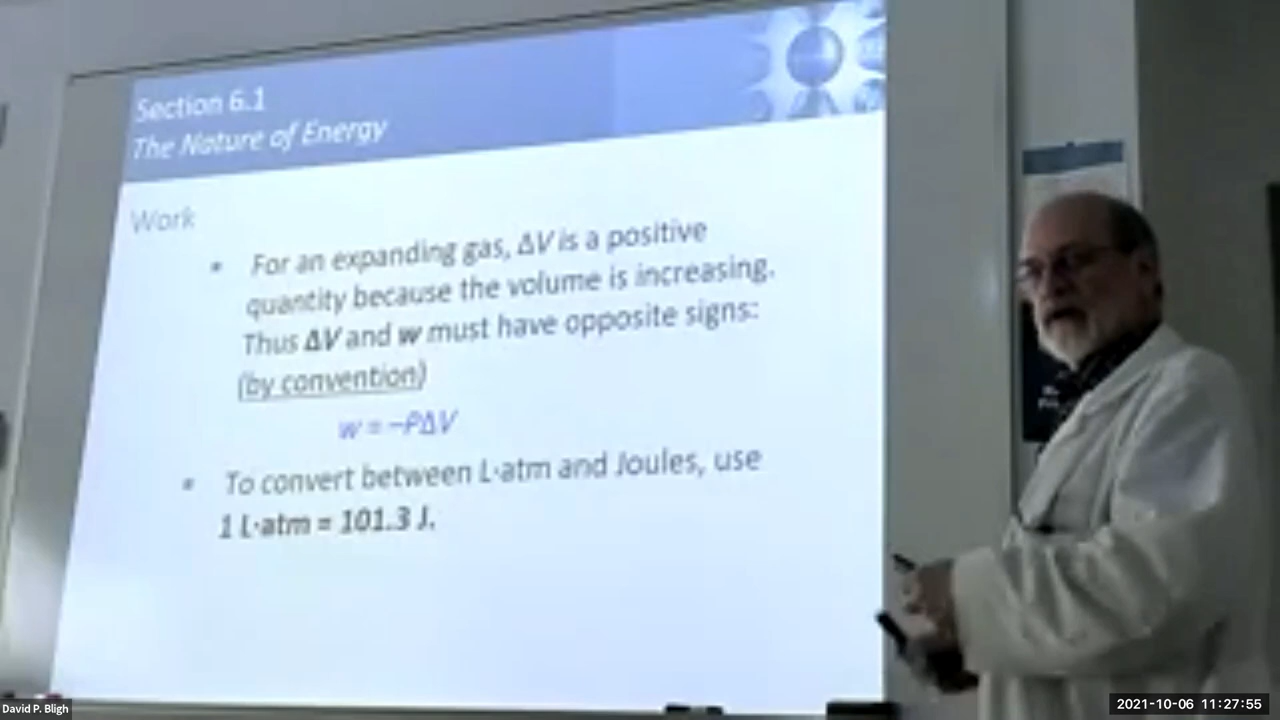 Section 6.1
The Nature of Energy
Work
• For an expanding gas, ΔV is a positive
quantity because the volume is increasing.
Thus ΔV and w must have opposite signs:
(by convention)
w = −PΔV
• To convert between L·atm and Joules, use
1 L·atm = 101.3 J.
David P. Bligh
2021-10-06 11:27:55